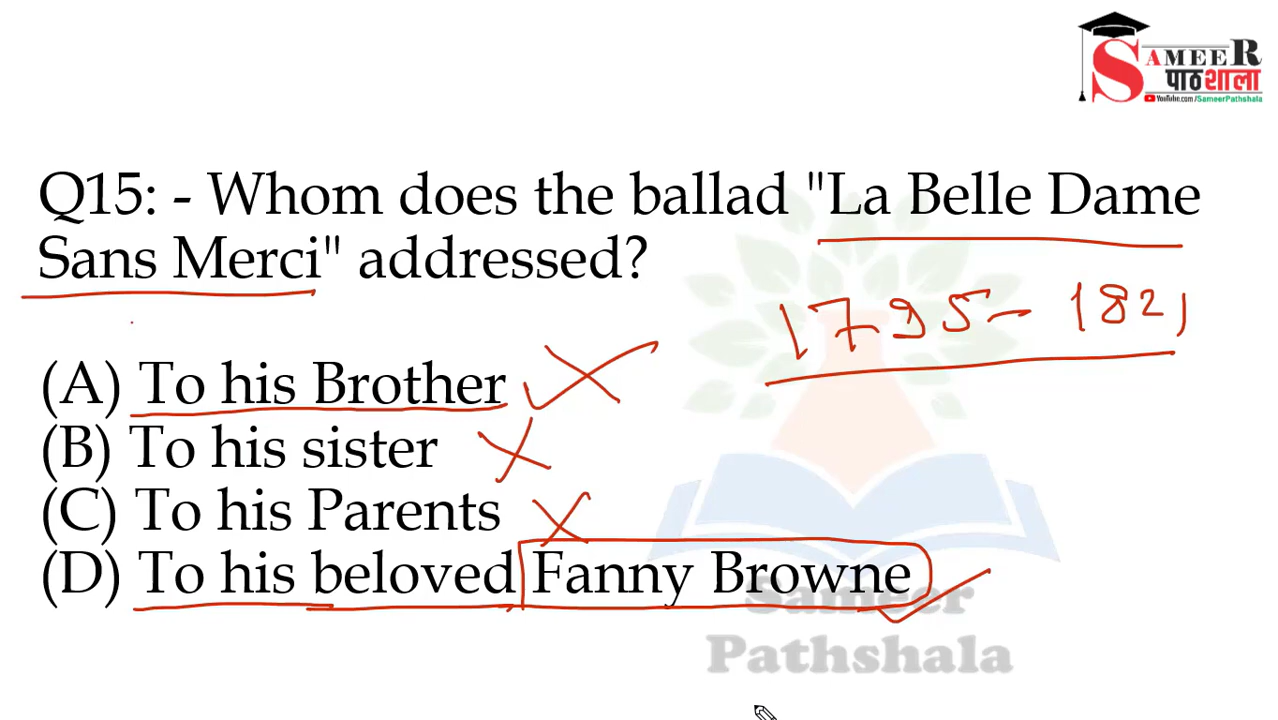 SAMEER
पाठशाला
YouTube.com/SameerPathshala
Q15: - Whom does the ballad "La Belle Dame
Sans Merci" addressed?
1795- 1821
(A) To his Brother
(B) To his sister
(C) To his Parents
(D) To his beloved Fanny Browne
Sameer
Pathshala